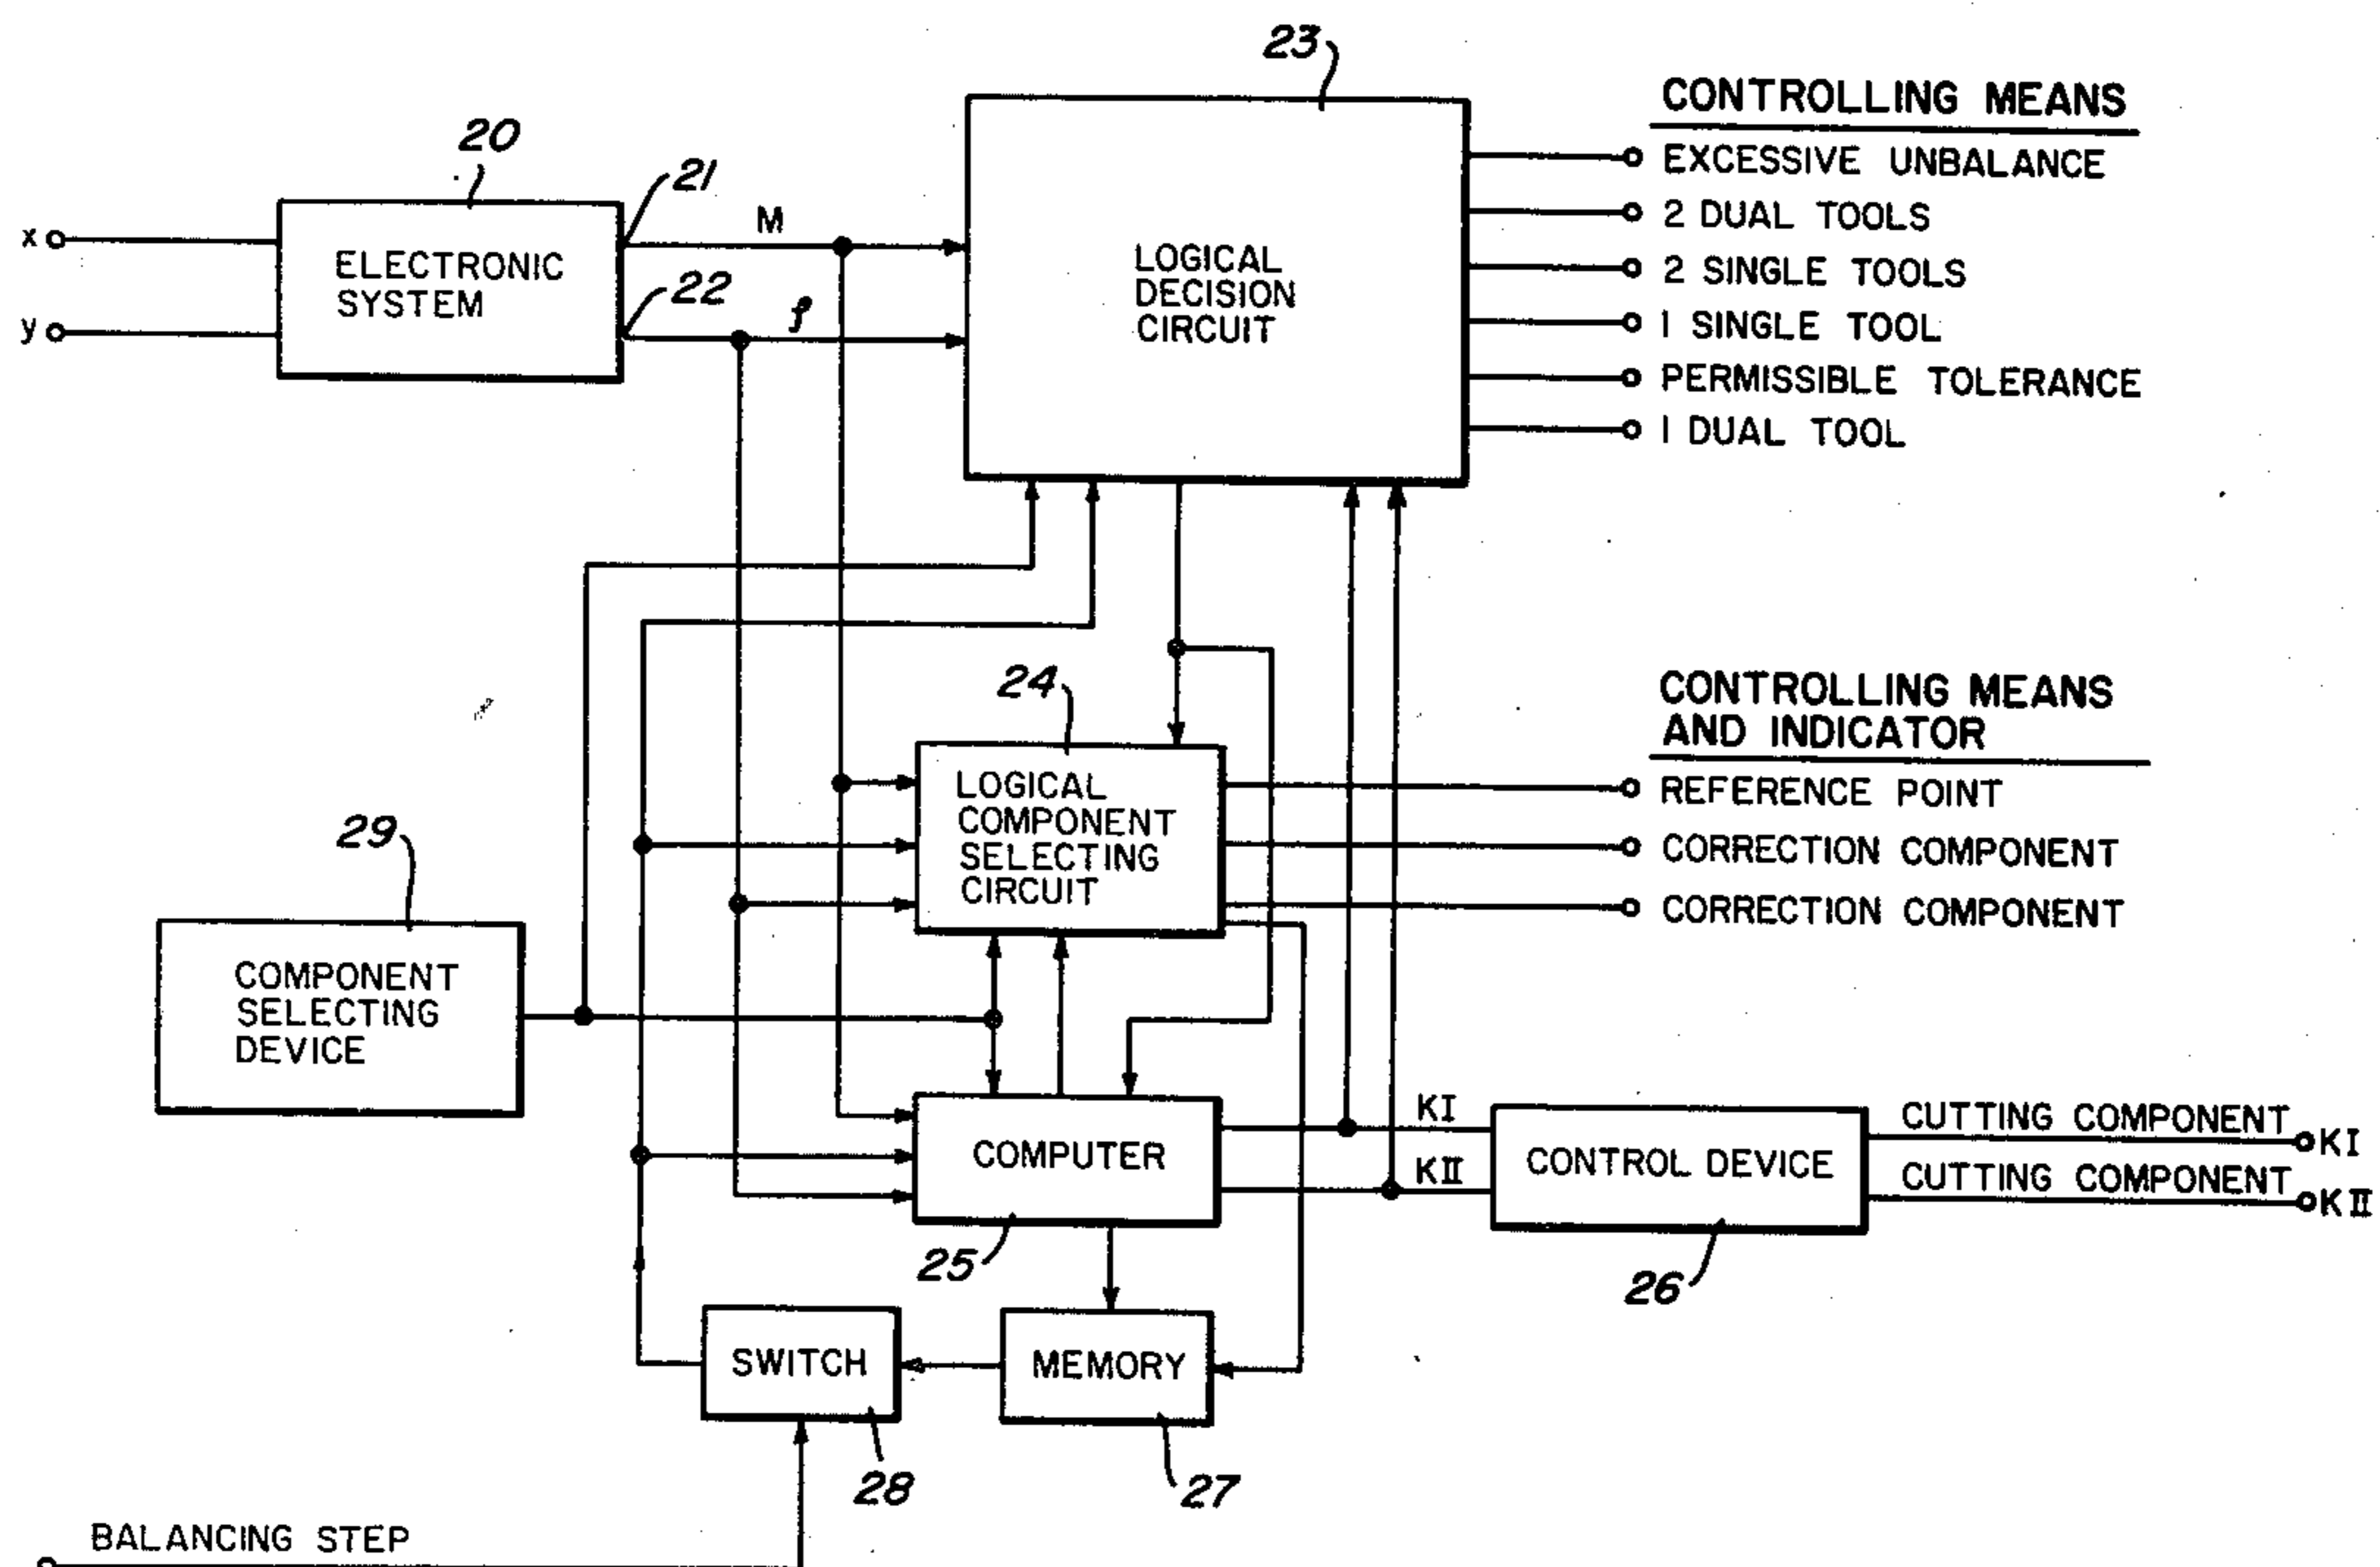 23
CONTROLLING MEANS
20
EXCESSIVE UNBALANCE
21
M
2 DUAL TOOLS
x
ELECTRONIC
SYSTEM
LOGICAL
DECISION
CIRCUIT
2 SINGLE TOOLS
22
y
1 SINGLE TOOL
PERMISSIBLE TOLERANCE
1 DUAL TOOL
24
CONTROLLING MEANS
AND INDICATOR
LOGICAL
COMPONENT
SELECTING
CIRCUIT
REFERENCE POINT
29
CORRECTION COMPONENT
CORRECTION COMPONENT
COMPONENT
SELECTING
DEVICE
KI
CUTTING COMPONENT
KI
COMPUTER
CONTROL DEVICE
KII
CUTTING COMPONENT
KII
25
26
SWITCH
MEMORY
28
27
BALANCING STEP